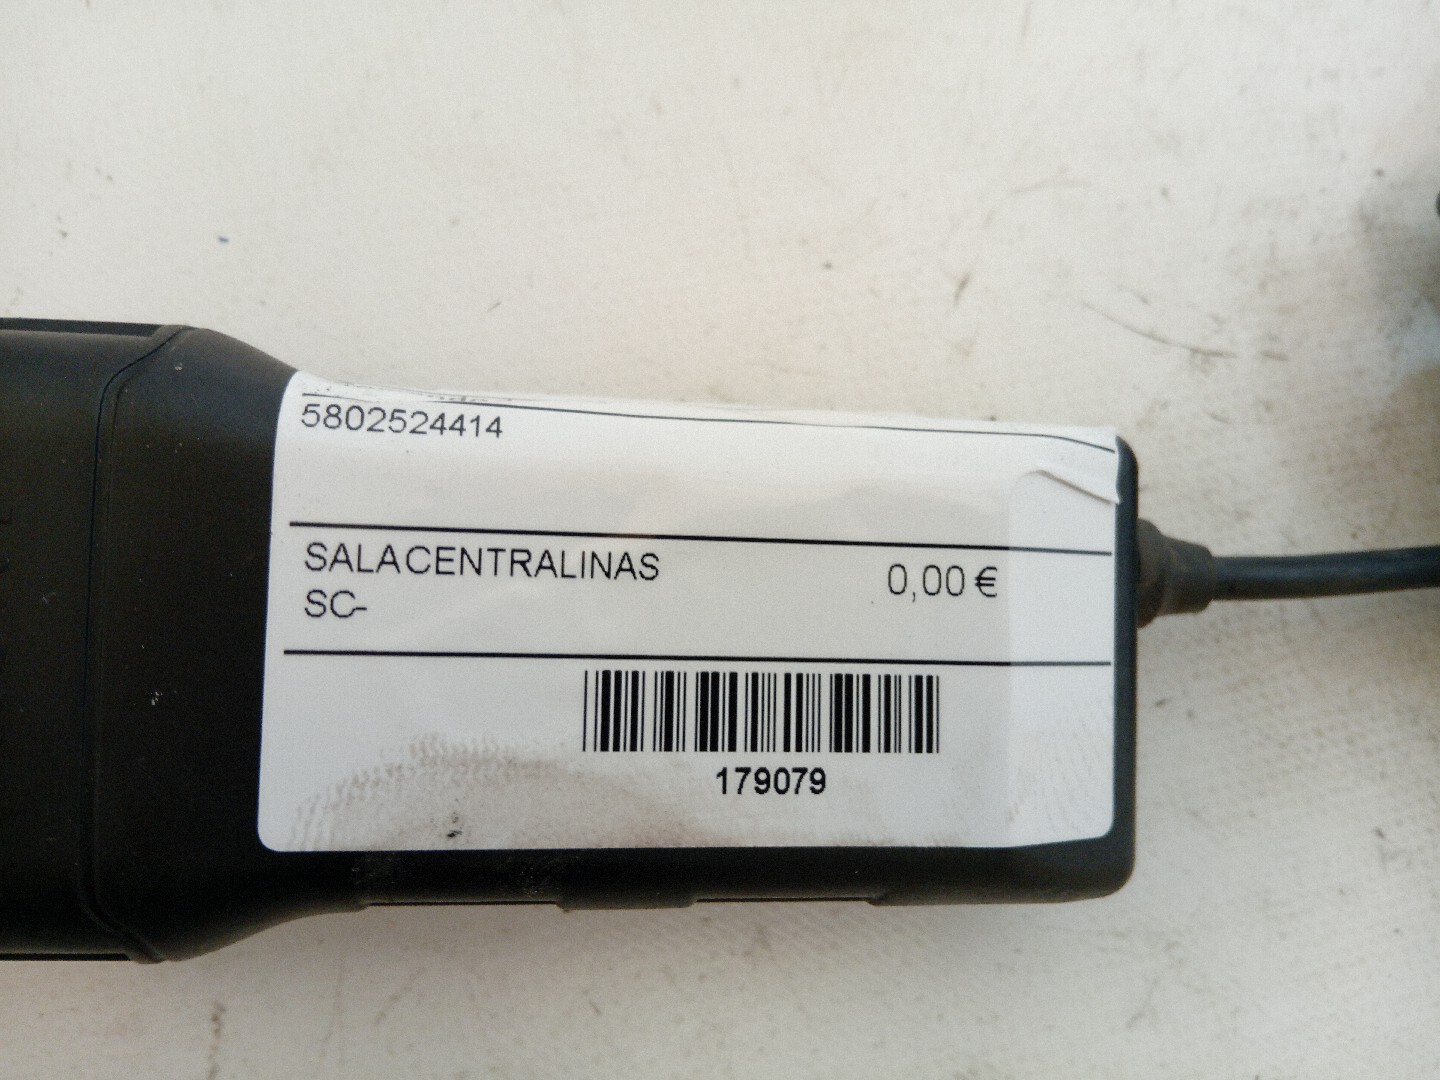 5802524414
SALACENTRALINAS
0,00 €
SC-
179079